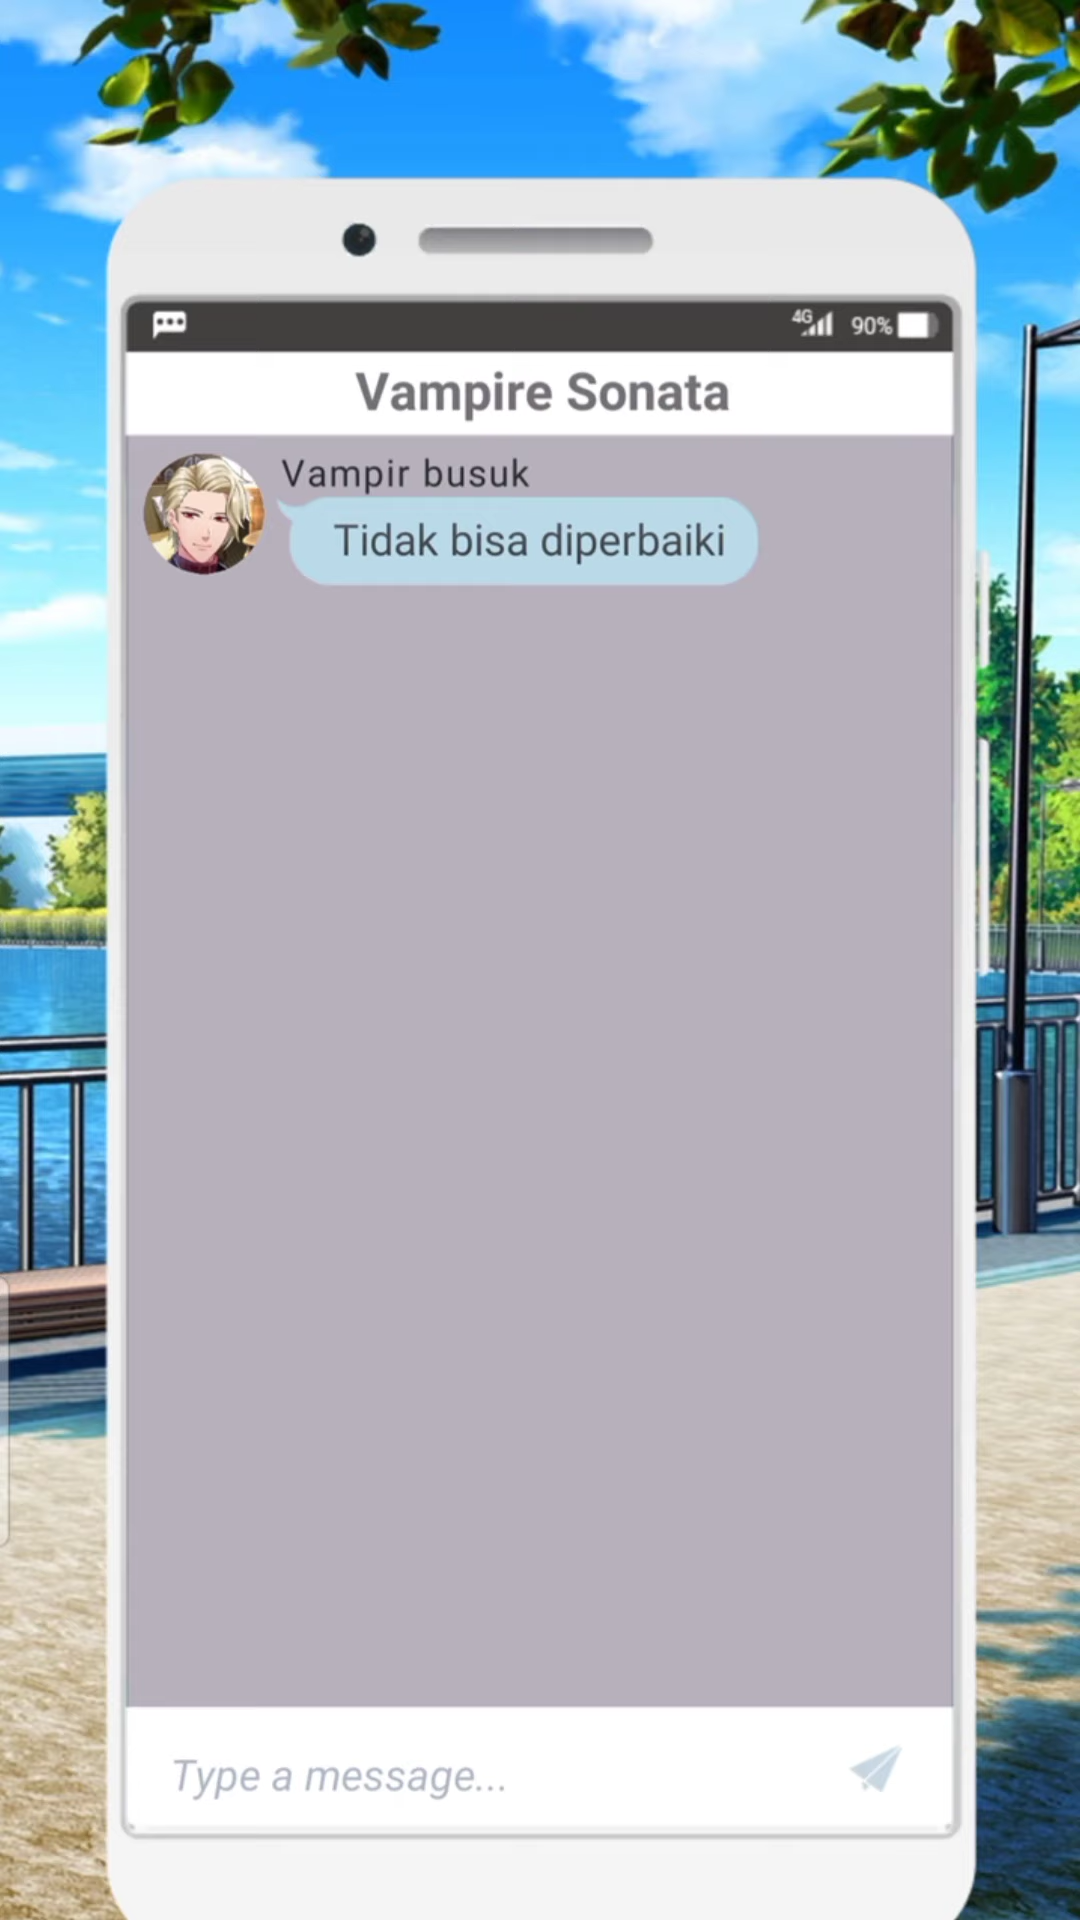 4G 90%
Vampire Sonata
Vampir busuk
Tidak bisa diperbaiki
Type a message...